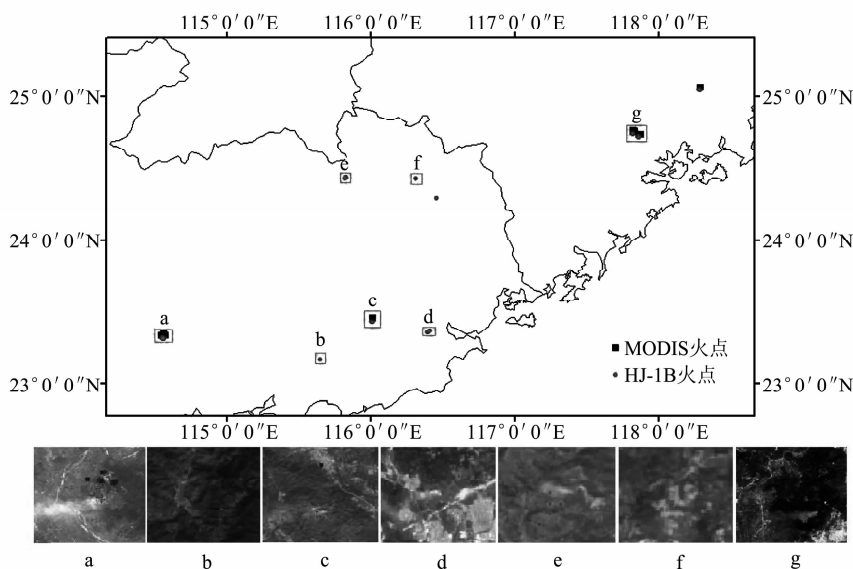 115°0′0″E 116°0′0″E 117°0′0″E 118°0′0″E
25°0′0″N 25°0′0″N
g
e f
24°0′0″N 24°0′0″N
a c d
b
MODIS火点
HJ-1B火点
23°0′0″N 23°0′0″N
115°0′0″E 116°0′0″E 117°0′0″E 118°0′0″E
a b c d e f g